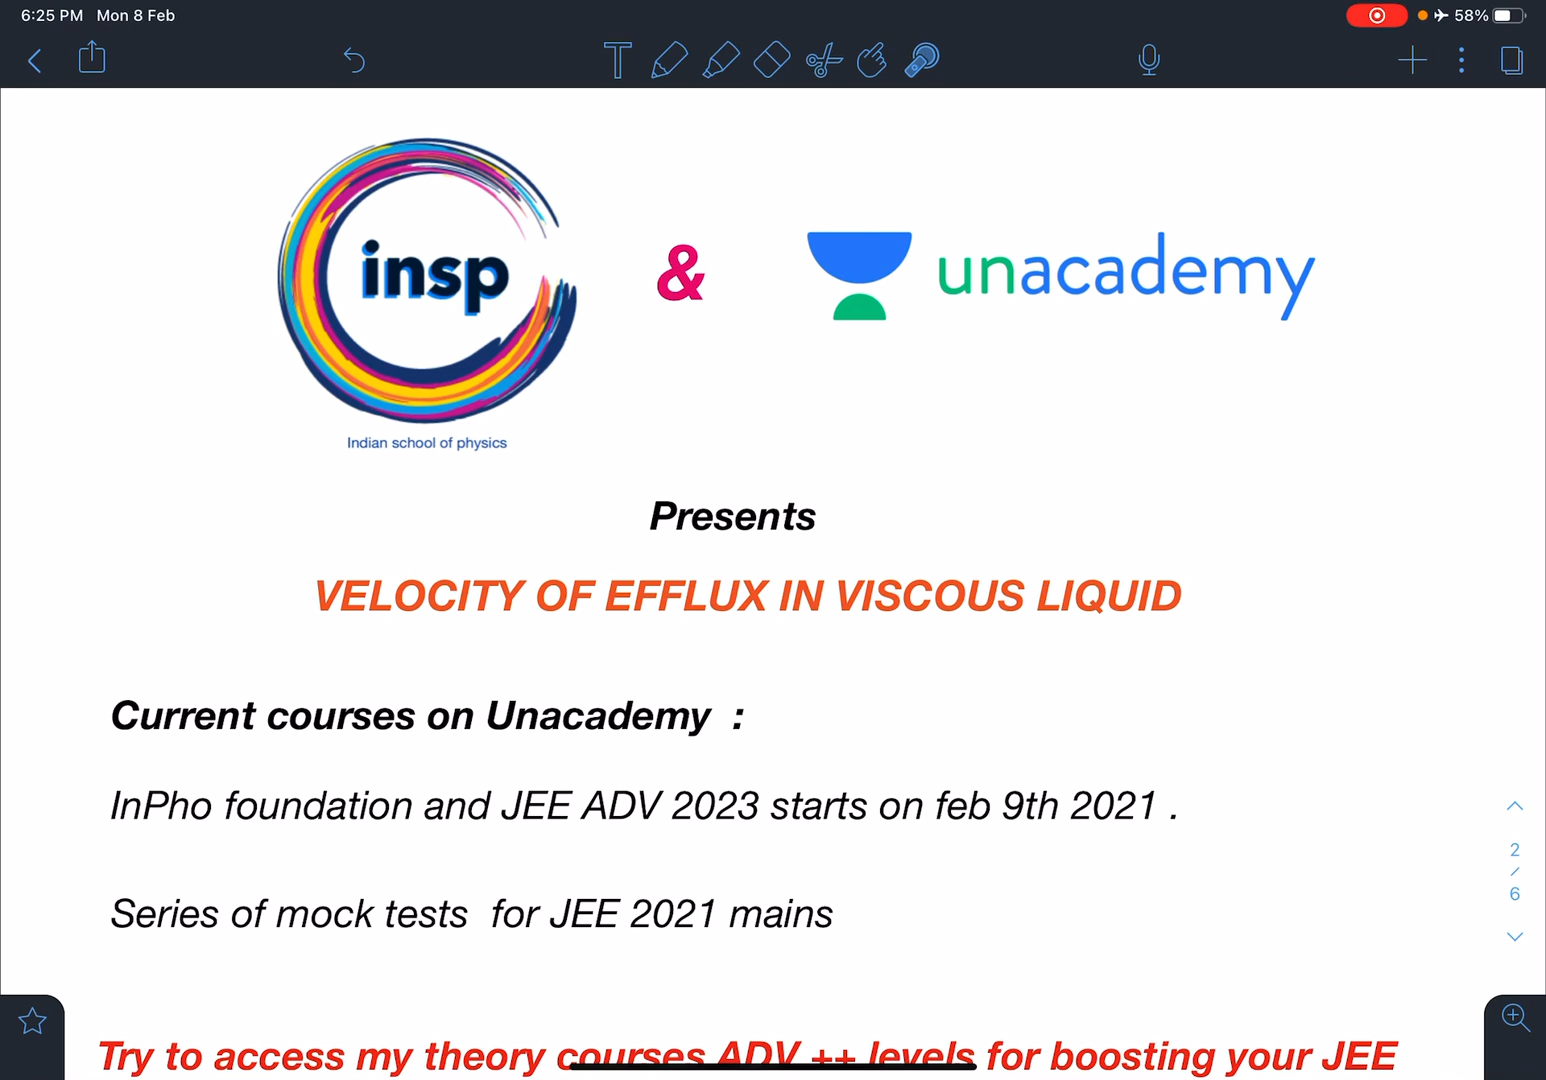 6:25 PM Mon 8 Feb
58%
T
insp
&
unacademy
Indian school of physics
Presents
VELOCITY OF EFFLUX IN VISCOUS LIQUID
Current courses on Unacademy :
InPho foundation and JEE ADV 2023 starts on feb 9th 2021 .
2
/
6
Series of mock tests for JEE 2021 mains
Try to access my theory courses ADV ++ levels for boosting your JEE